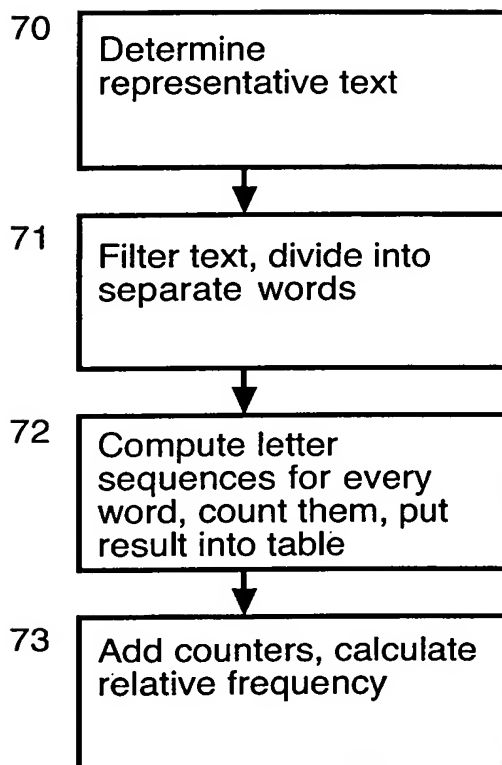 70
Determine
representative text
71
Filter text, divide into
separate words
72
Compute letter
sequences for every
word, count them, put
result into table
73
Add counters, calculate
relative frequency